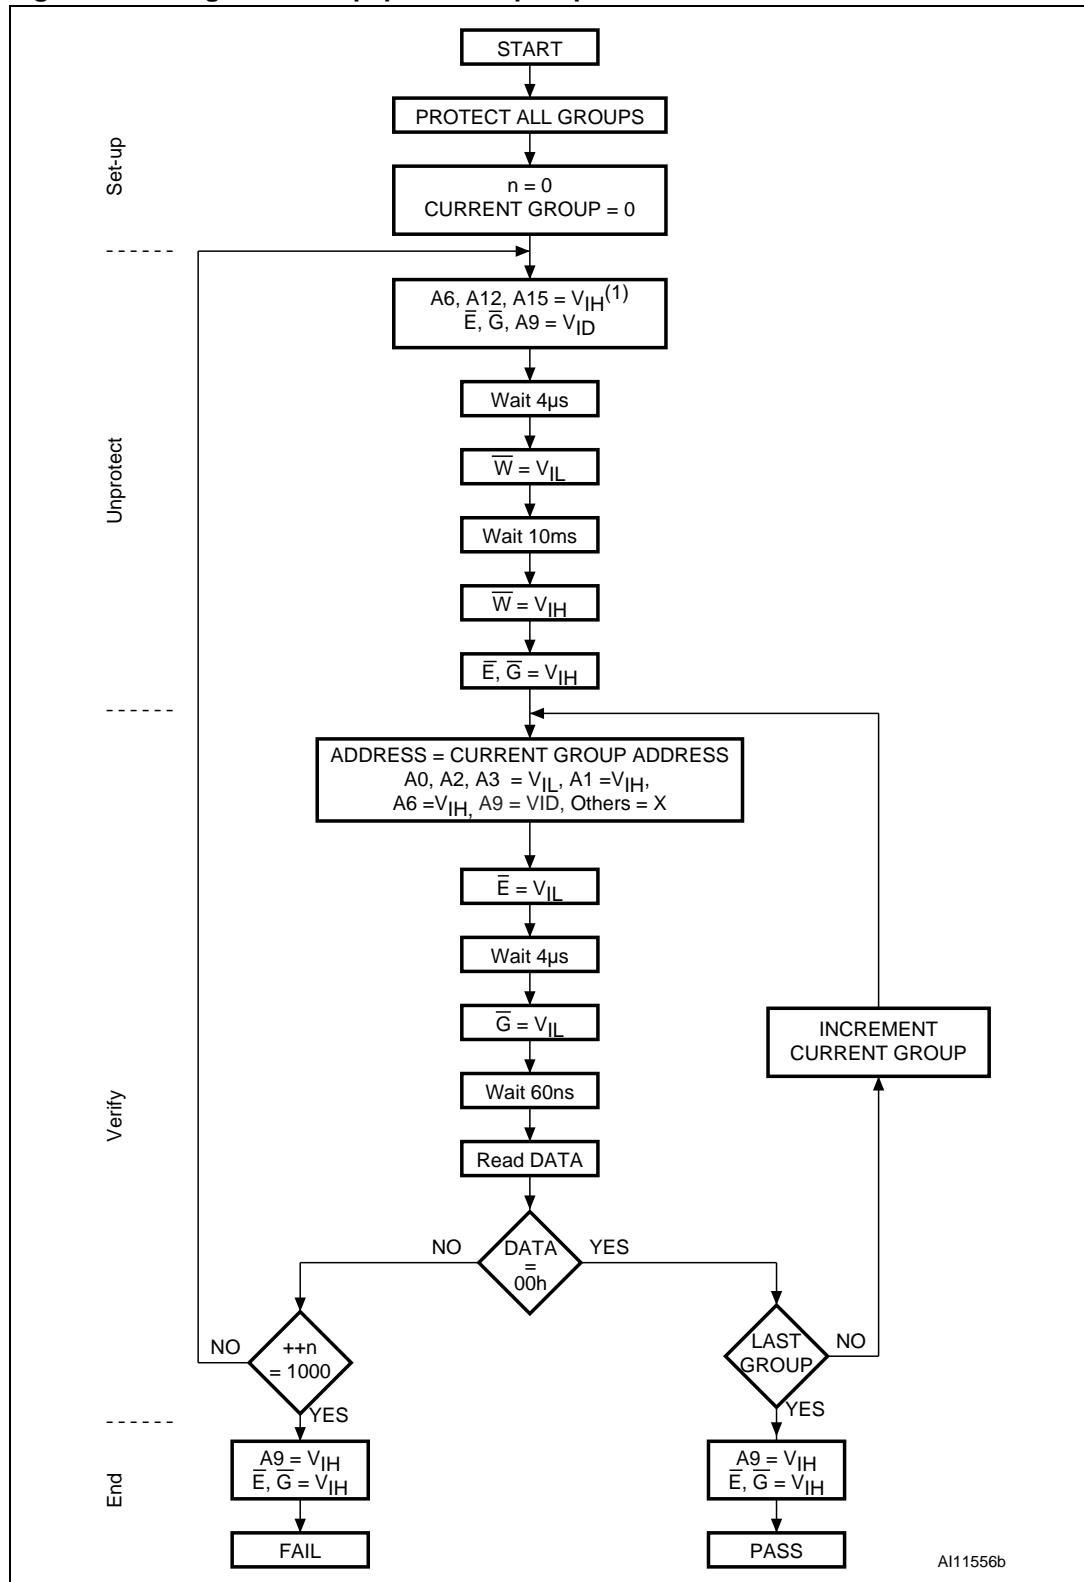 START
PROTECT ALL GROUPS
Set-up
n = 0
CURRENT GROUP = 0
Unprotect
A6, A12, A15 = VIH(1)
E̅, G̅, A9 = VID
Wait 4µs
W̅ = VIL
Wait 10ms
W̅ = VIH
E̅, G̅ = VIH
Verify
ADDRESS = CURRENT GROUP ADDRESS
A0, A2, A3 = VIL, A1 =VIH,
A6 =VIH, A9 = VID, Others = X
E̅ = VIL
Wait 4µs
G̅ = VIL
INCREMENT
CURRENT GROUP
Wait 60ns
Read DATA
NO
DATA
=
00h
YES
NO
++n
= 1000
YES
LAST
GROUP
NO
YES
End
A9 = VIH
E̅, G̅ = VIH
A9 = VIH
E̅, G̅ = VIH
FAIL
PASS
AI11556b